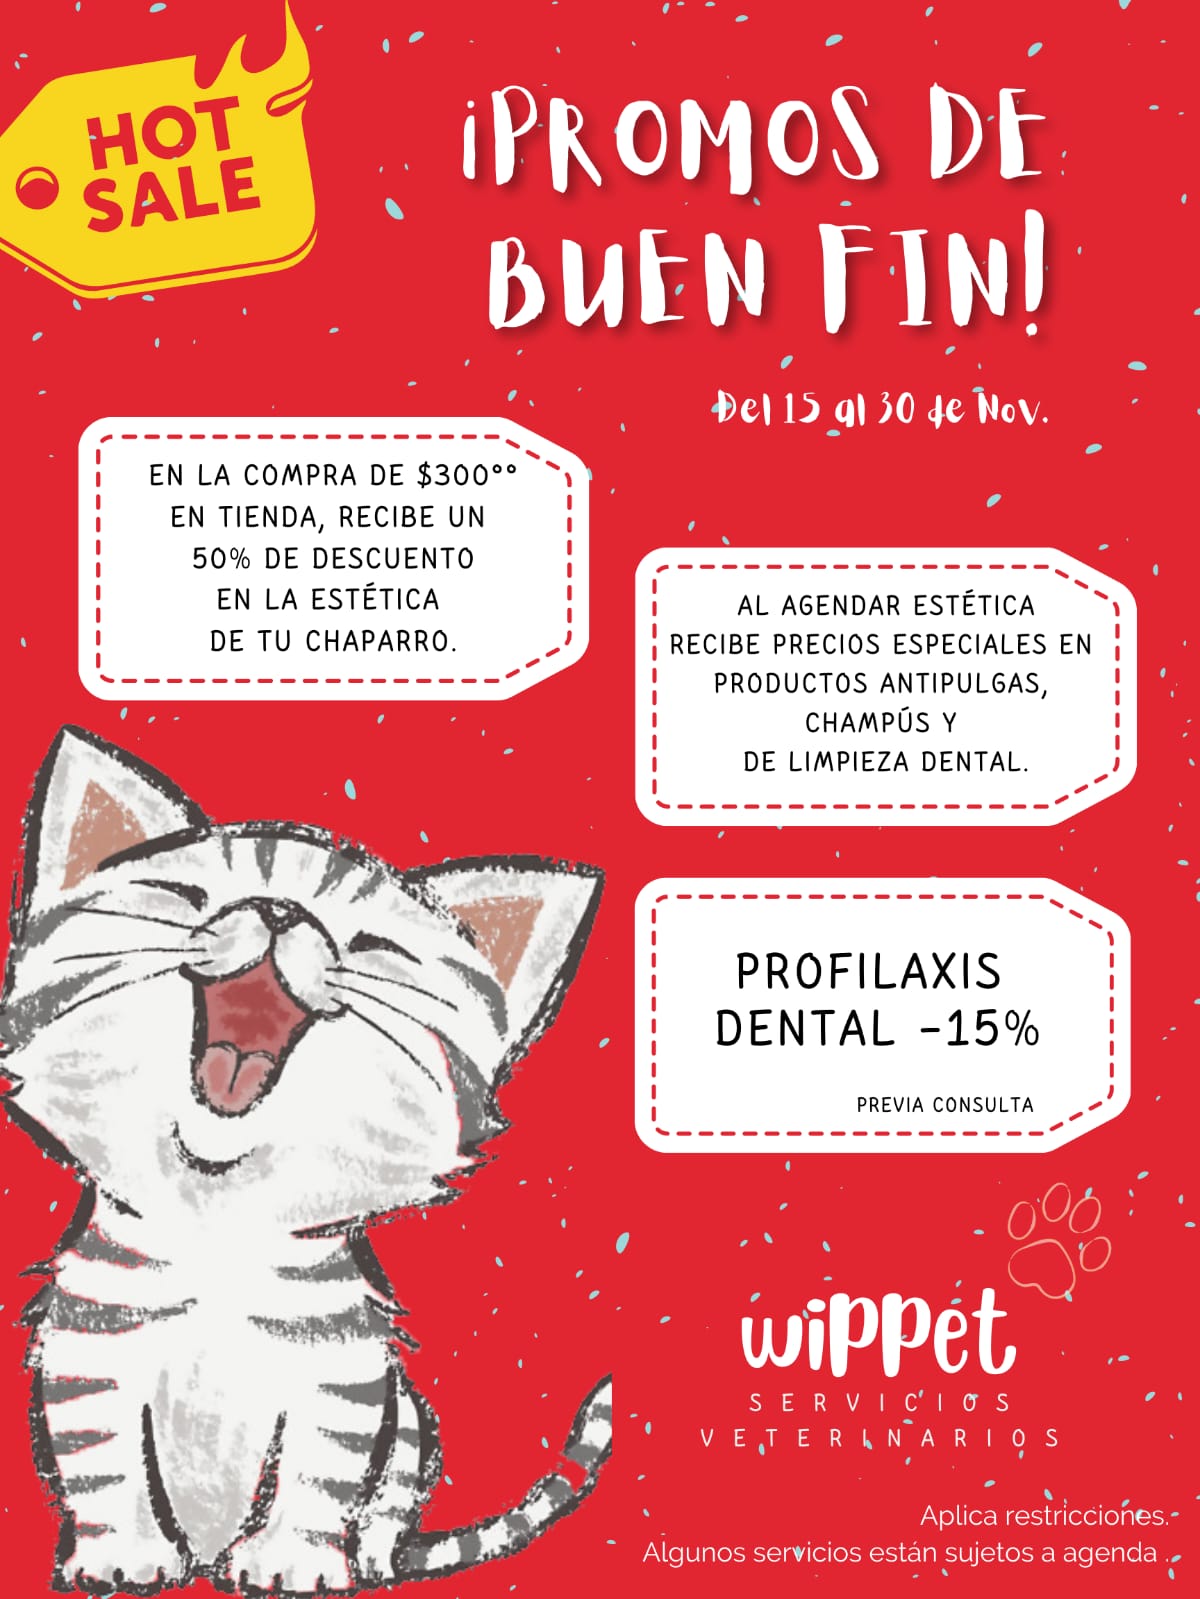 HOT
SALE
¡PROMOS DE
BUEN FIN!
Del 15 al 30 de Nov.
EN LA COMPRA DE $300°°
EN TIENDA, RECIBE UN
50% DE DESCUENTO
EN LA ESTÉTICA
DE TU CHAPARRO.
AL AGENDAR ESTÉTICA
RECIBE PRECIOS ESPECIALES EN
PRODUCTOS ANTIPULGAS,
CHAMPÚS Y
DE LIMPIEZA DENTAL.
PROFILAXIS
DENTAL -15%
PREVIA CONSULTA
wippet
SERVICIOS
VETERINARIOS
Aplica restricciones.
Algunos servicios están sujetos a agenda .